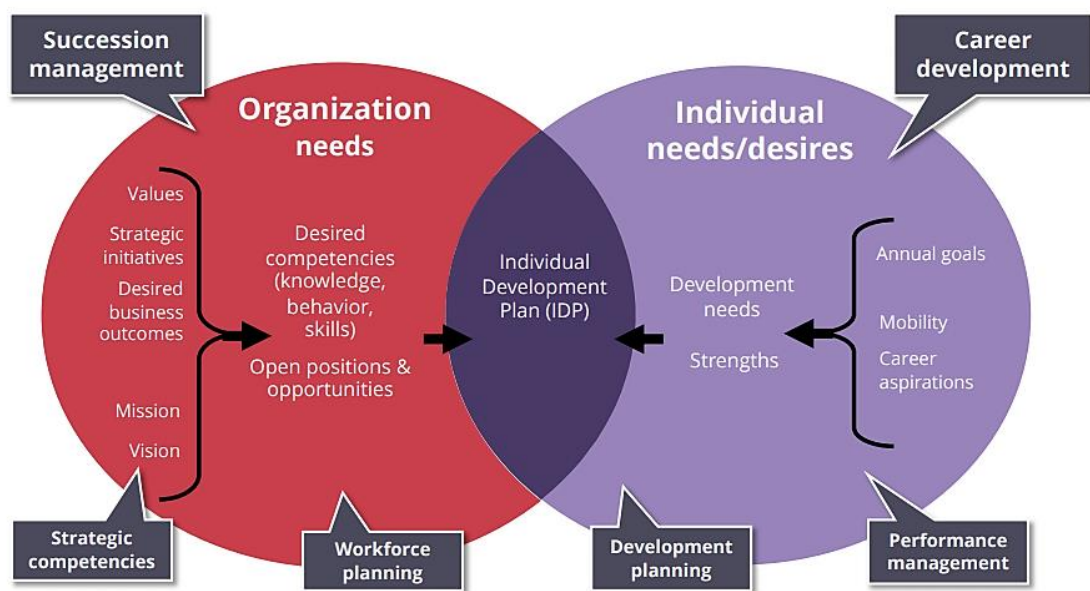 Succession
management
Career
development
Organization
needs
Individual
needs/desires
Values
Strategic
initiatives
Desired
business
outcomes
Mission
Vision
Desired
competencies
(knowledge,
behavior,
skills)
Open positions &
opportunities
Individual
Development
Plan (IDP)
Development
needs
Strengths
Annual goals
Mobility
Career
aspirations
Strategic
competencies
Workforce
planning
Development
planning
Performance
management